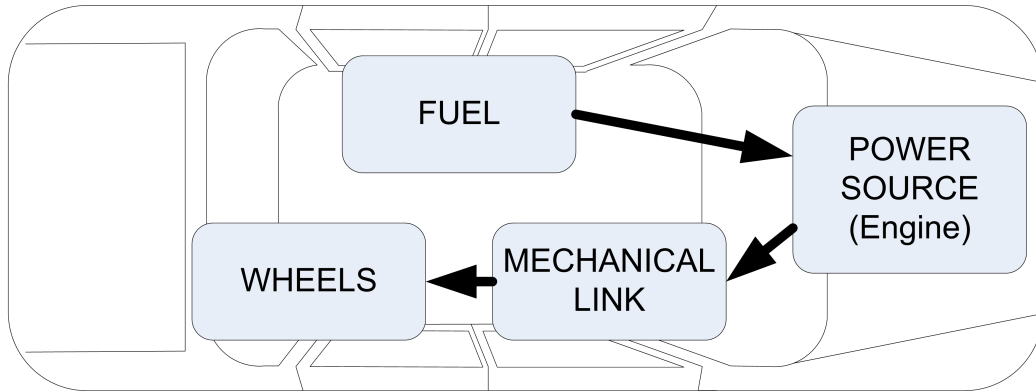 FUEL
POWER
SOURCE
(Engine)
MECHANICAL
LINK
WHEELS